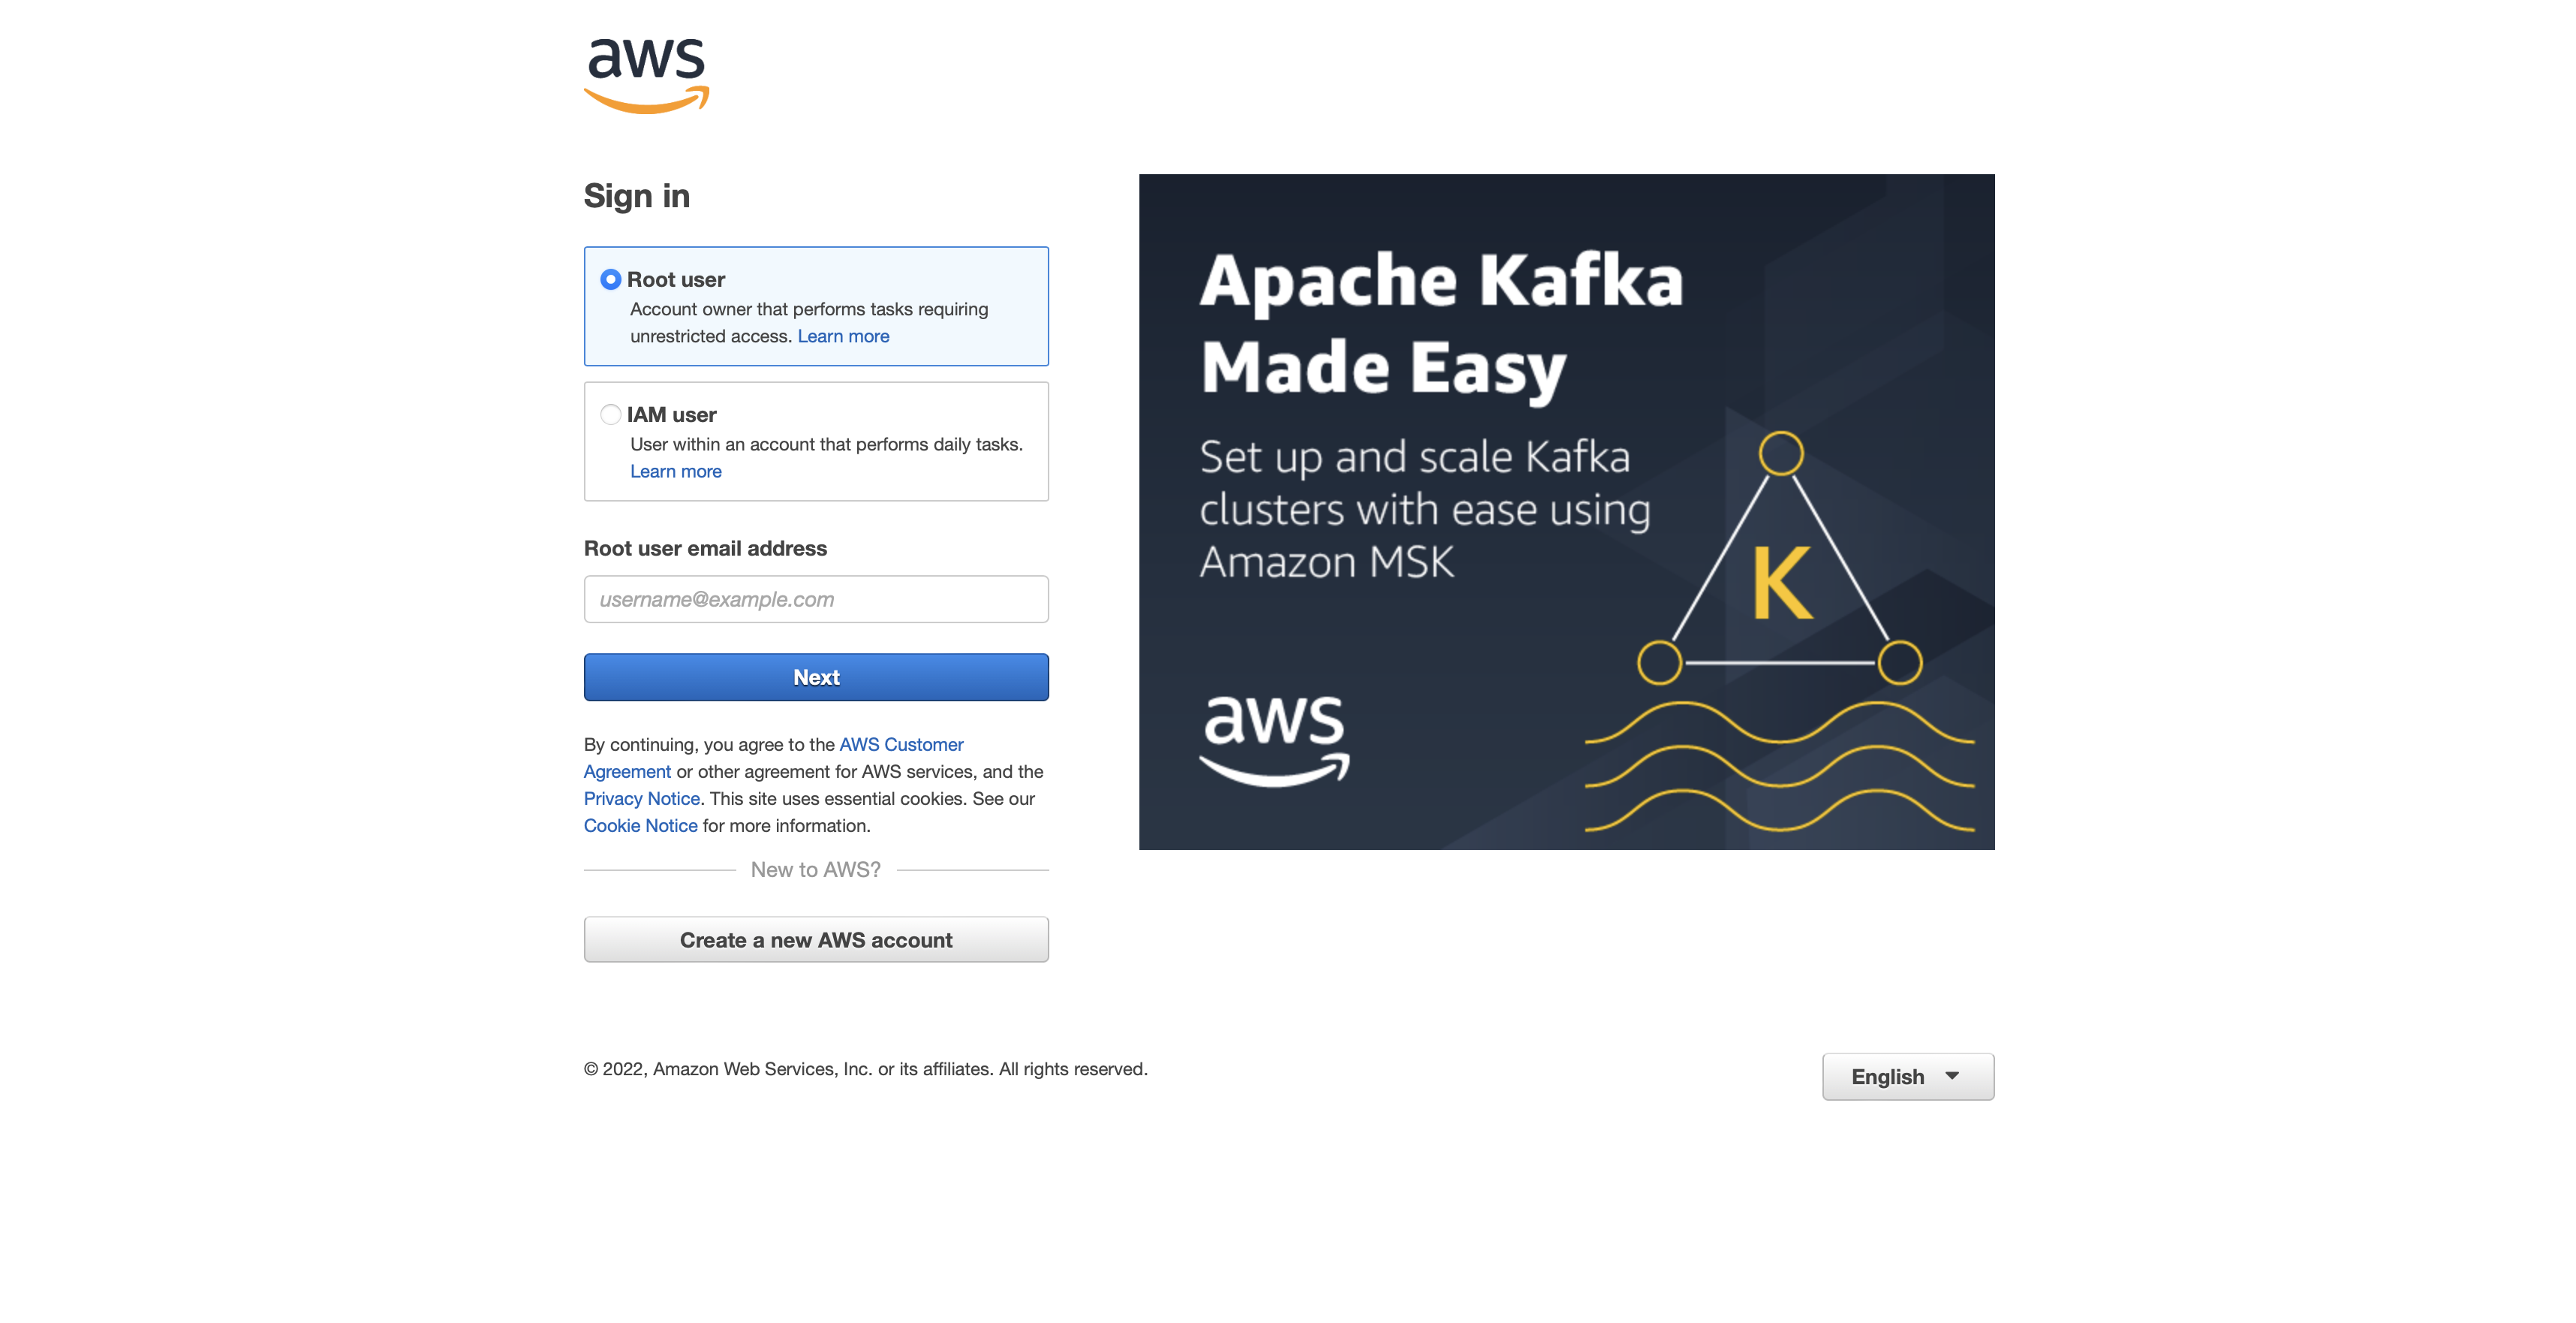 aws
Sign in
Root user
Account owner that performs tasks requiring
unrestricted access. Learn more
IAM user
User within an account that performs daily tasks.
Learn more
Root user email address
username@example.com
Next
By continuing, you agree to the AWS Customer
Agreement or other agreement for AWS services, and the
Privacy Notice. This site uses essential cookies. See our
Cookie Notice for more information.
New to AWS?
Create a new AWS account
Apache Kafka
Made Easy
Set up and scale Kafka
clusters with ease using
Amazon MSK
K
aws
© 2022, Amazon Web Services, Inc. or its affiliates. All rights reserved.
English